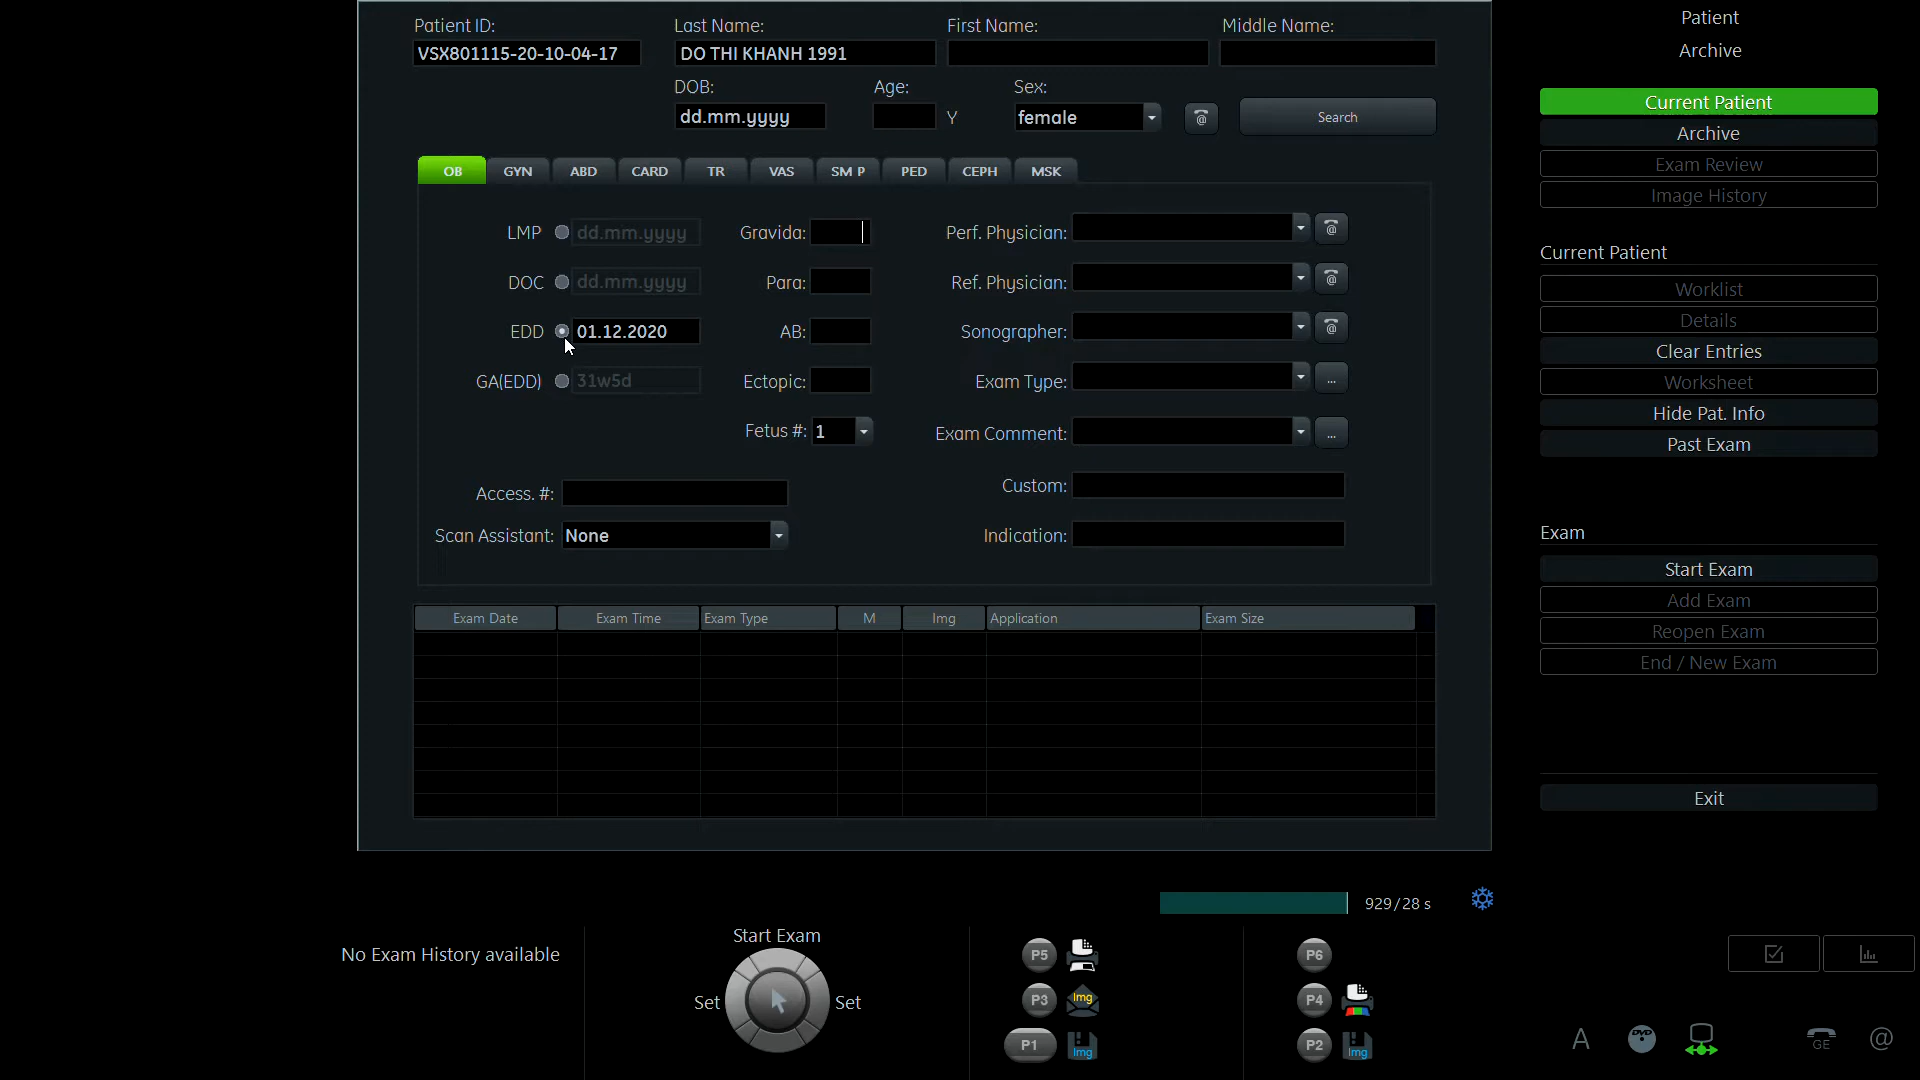 Patient ID: Last Name: First Name: Middle Name:
VSX801115-20-10-04-17 DO THI KHANH 1991
DOB: Age: Sex:
dd.mm.yyyy Y female @ Search
OB GYN ABD CARD TR VAS SM P PED CEPH MSK
LMP dd.mm.yyyy Gravida: Perf. Physician: @
DOC dd.mm.yyyy Para: Ref. Physician: @
EDD 01.12.2020 AB: Sonographer: @
GA(EDD) 31w5d Ectopic: Exam Type: ...
Fetus #: 1 Exam Comment: ...
Access. #: Custom:
Scan Assistant: None Indication:
Exam Date Exam Time Exam Type M Img Application Exam Size
Patient
Archive
Current Patient
Archive
Exam Review
Image History
Current Patient
Worklist
Details
Clear Entries
Worksheet
Hide Pat. Info
Past Exam
Exam
Start Exam
Add Exam
Reopen Exam
End / New Exam
Exit
929/28 s
No Exam History available
Start Exam
Set Set
P5
P3 Img
P1 Img
P6
P4
P2 Img
A DVD GE @